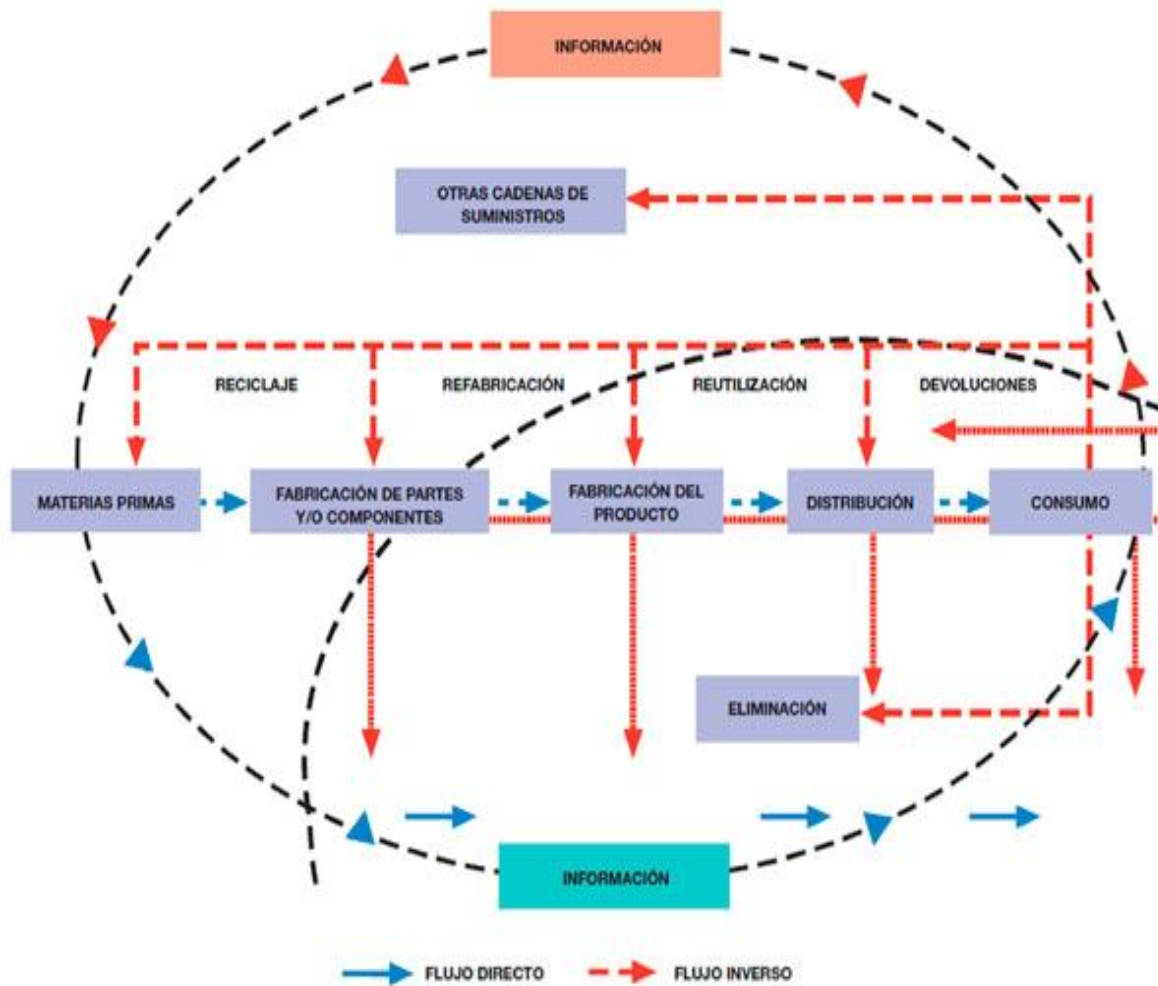 INFORMACIÓN
OTRAS CADENAS DE
SUMINISTROS
RECICLAJE
REFABRICACIÓN
REUTILIZACIÓN
DEVOLUCIONES
MATERIAS PRIMAS
FABRICACIÓN DE PARTES
Y/O COMPONENTES
FABRICACIÓN DEL
PRODUCTO
DISTRIBUCIÓN
CONSUMO
ELIMINACIÓN
INFORMACIÓN
FLUJO DIRECTO
FLUJO INVERSO